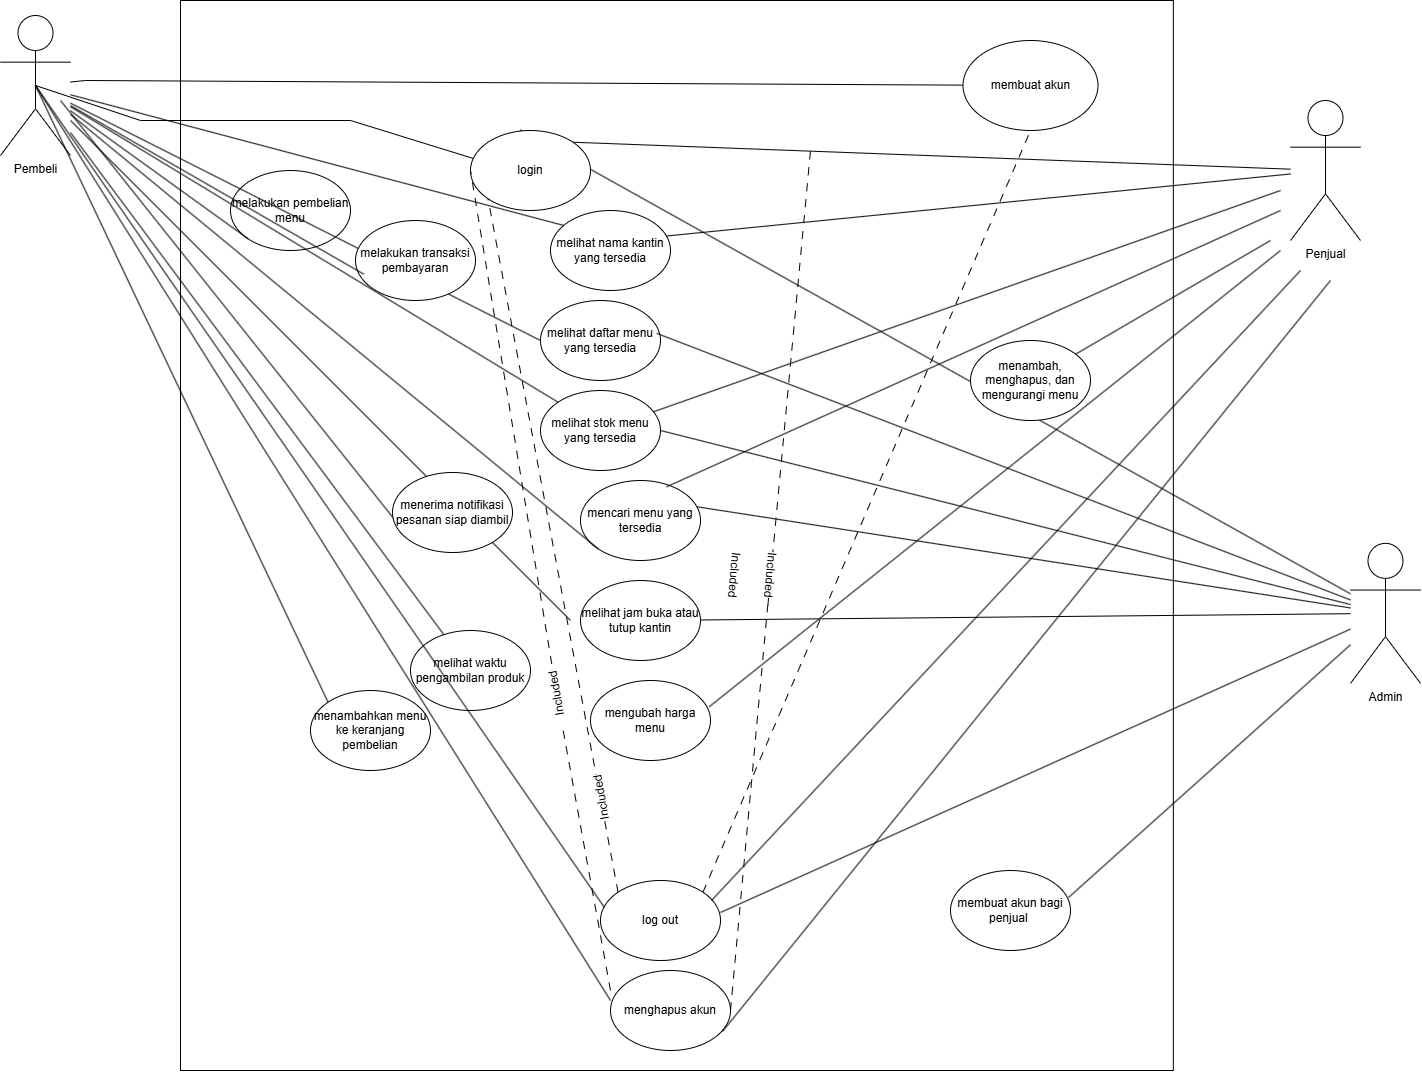 membuat akun
Pembeli
login
Penjual
melakukan pembelian
menu
melihat nama kantin
yang tersedia
melakukan transaksi
pembayaran
melihat daftar menu
yang tersedia
menambah,
menghapus, dan
mengurangi menu
melihat stok menu
yang tersedia
menerima notifikasi
pesanan siap diambil
mencari menu yang
tersedia
Included
-Included
melihat jam buka atau
tutup kantin
melihat waktu
pengambilan produk
Included
Admin
menambahkan menu
ke keranjang
pembelian
mengubah harga
menu
Included
log out
membuat akun bagi
penjual
menghapus akun